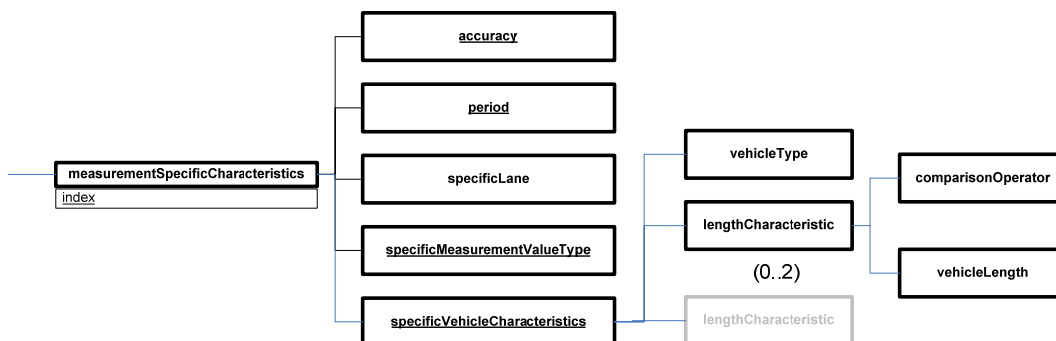 measurementSpecificCharacteristics
index
accuracy
period
specificLane
specificMeasurementValueType
specificVehicleCharacteristics
vehicleType
lengthCharacteristic
(0..2)
lengthCharacteristic
comparisonOperator
vehicleLength